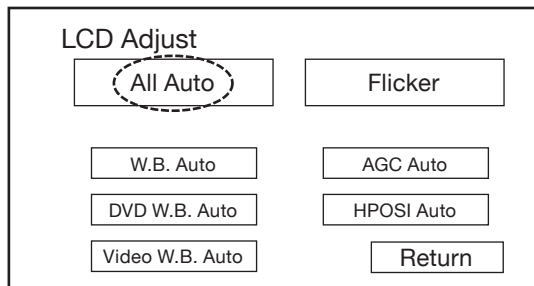 LCD Adjust
All Auto
Flicker
W.B. Auto
AGC Auto
DVD W.B. Auto
HPOSI Auto
Video W.B. Auto
Return